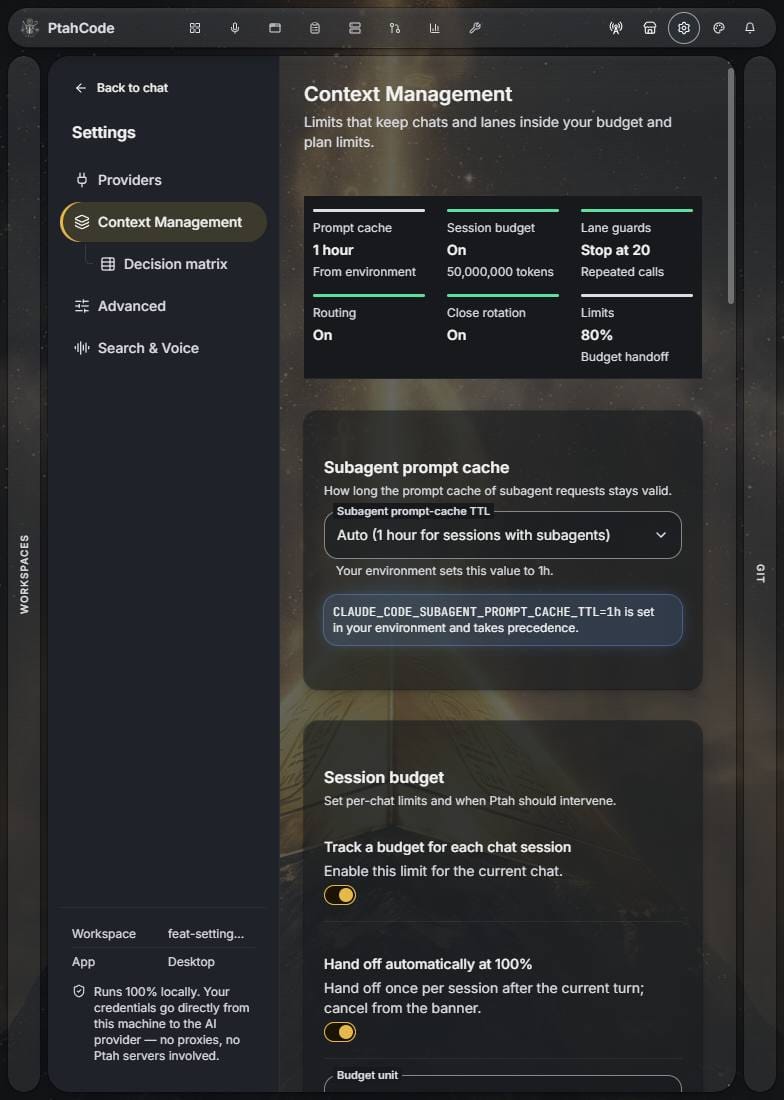 PtahCode
Back to chat
Settings
Providers
Context Management
Decision matrix
Advanced
Search & Voice
WORKSPACES
Workspace feat-setting...
App Desktop
Runs 100% locally. Your
credentials go directly from
this machine to the AI
provider — no proxies, no
Ptah servers involved.
Context Management
Limits that keep chats and lanes inside your budget and
plan limits.
Prompt cache
1 hour
From environment
Session budget
On
50,000,000 tokens
Lane guards
Stop at 20
Repeated calls
Routing
On
Close rotation
On
Limits
80%
Budget handoff
Subagent prompt cache
How long the prompt cache of subagent requests stays valid.
Subagent prompt-cache TTL
Auto (1 hour for sessions with subagents)
Your environment sets this value to 1h.
CLAUDE_CODE_SUBAGENT_PROMPT_CACHE_TTL=1h is set
in your environment and takes precedence.
Session budget
Set per-chat limits and when Ptah should intervene.
Track a budget for each chat session
Enable this limit for the current chat.
Hand off automatically at 100%
Hand off once per session after the current turn;
cancel from the banner.
Budget unit
GIT